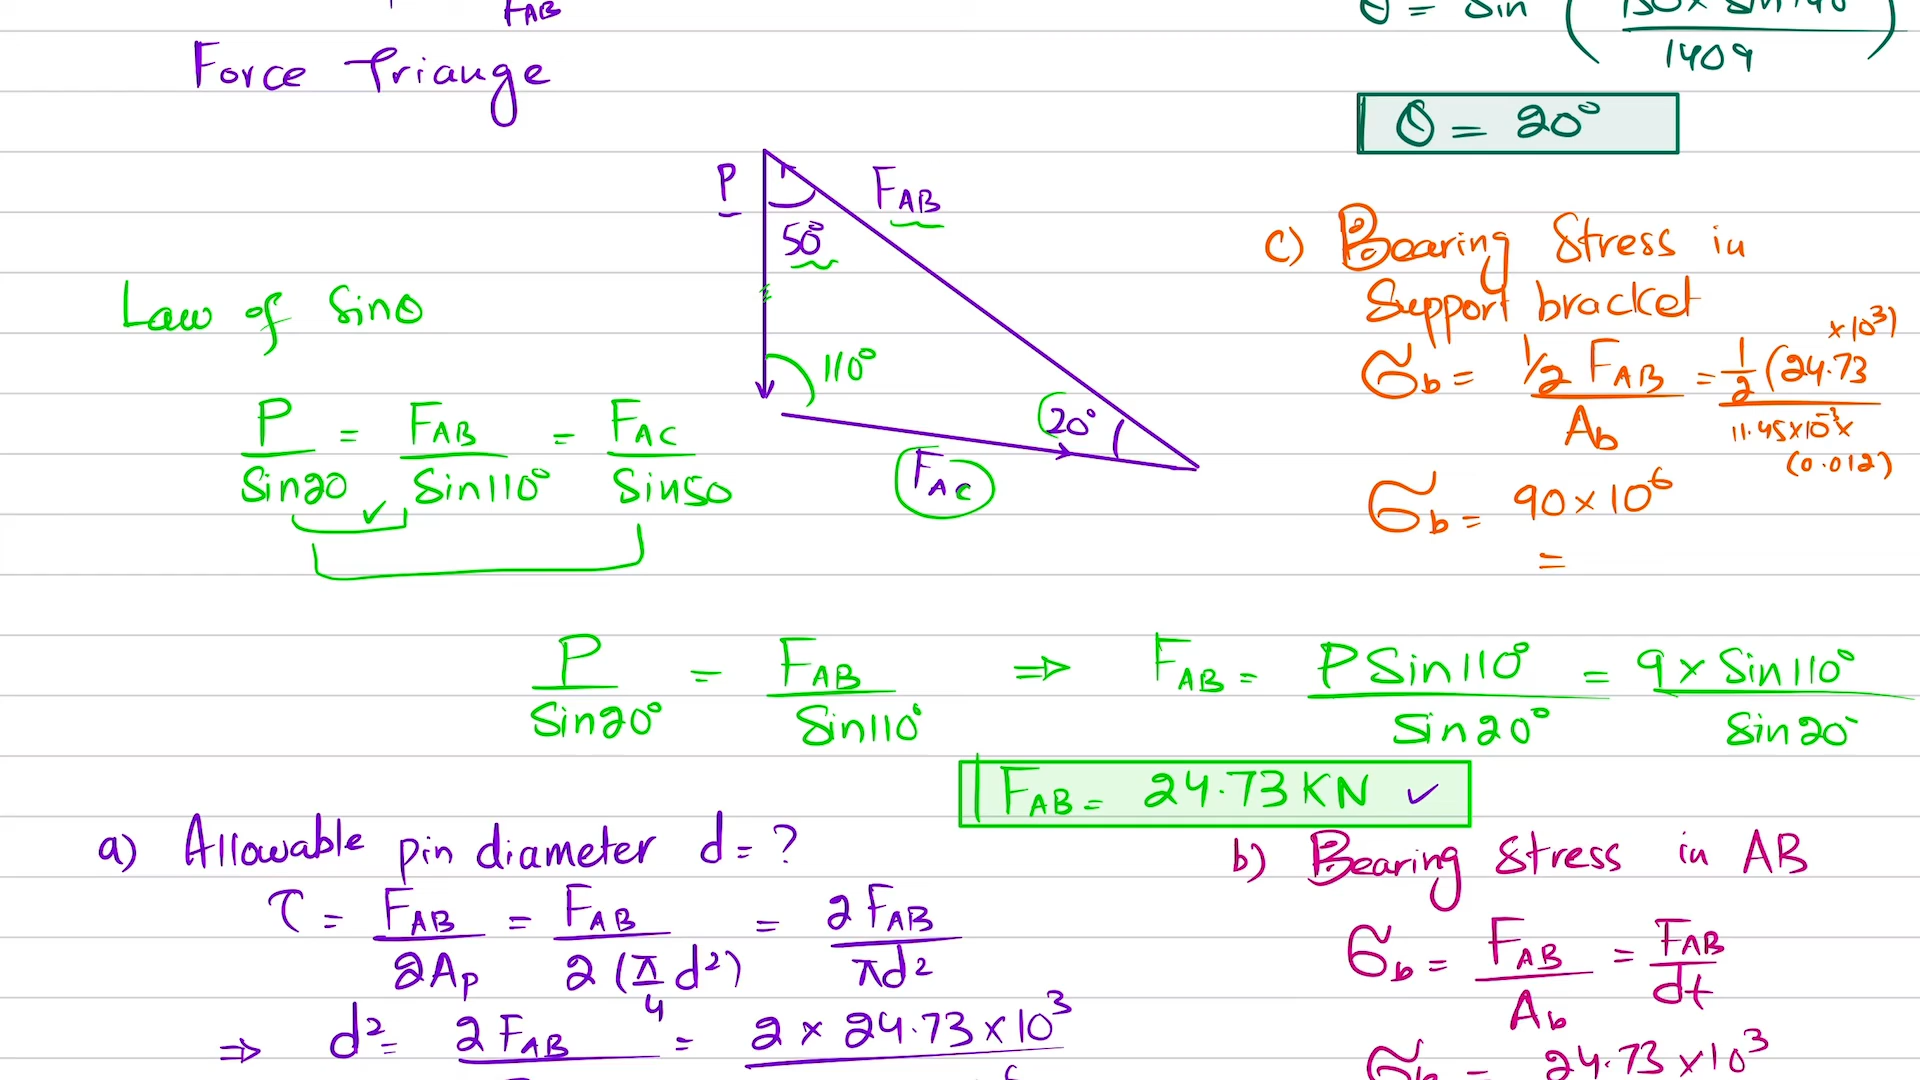 F_AB
Force Triange
P
F_AB
50°
110°
20°
F_AC
Law of Sinθ
P/Sin20 = F_AB/Sin110° = F_AC/Sin50
θ = Sin (150 × Sin140 / 1409)
θ = 20°
c) Bearing Stress in
Support bracket
σ_b = 1/2 F_AB / A_b = 1/2 (24.73 ×10³) / 11.45×10⁻³ × (0.012)
σ_b = 90×10⁶
=
P/Sin20° = F_AB/Sin110° ⇒ F_AB = P Sin110°/Sin20° = 9 × Sin110°/Sin20°
F_AB = 24.73 KN ✓
a) Allowable pin diameter d = ?
τ = F_AB/2A_p = F_AB/2(π/4 d²) = 2F_AB/πd²
⇒ d² = 2F_AB = 2 × 24.73 × 10³
b) Bearing Stress in AB
σ_b = F_AB/A_b = F_AB/dt
σ_b = 24.73 × 10³